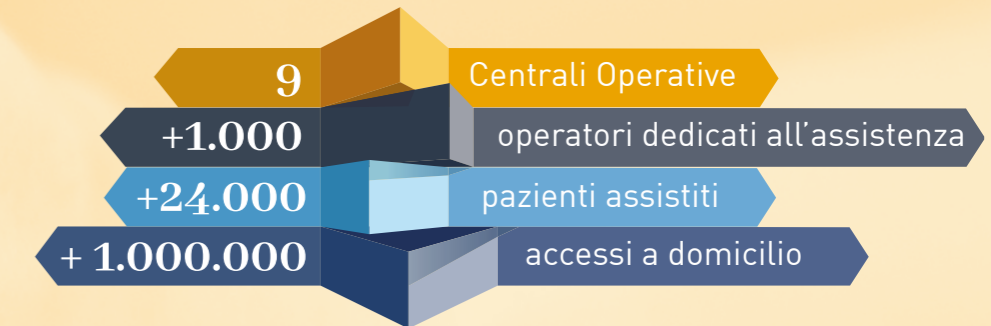 9 Centrali Operative
+1.000 operatori dedicati all'assistenza
+24.000 pazienti assistiti
+ 1.000.000 accessi a domicilio